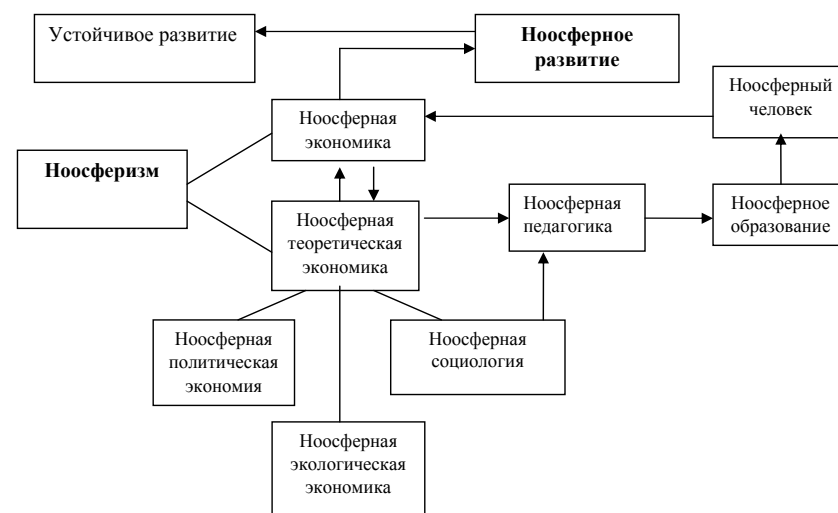 Устойчивое развитие
Ноосферное
развитие
Ноосферный
человек
Ноосферная
экономика
Ноосферизм
Ноосферная
теоретическая
экономика
Ноосферная
педагогика
Ноосферное
образование
Ноосферная
политическая
экономия
Ноосферная
социология
Ноосферная
экологическая
экономика